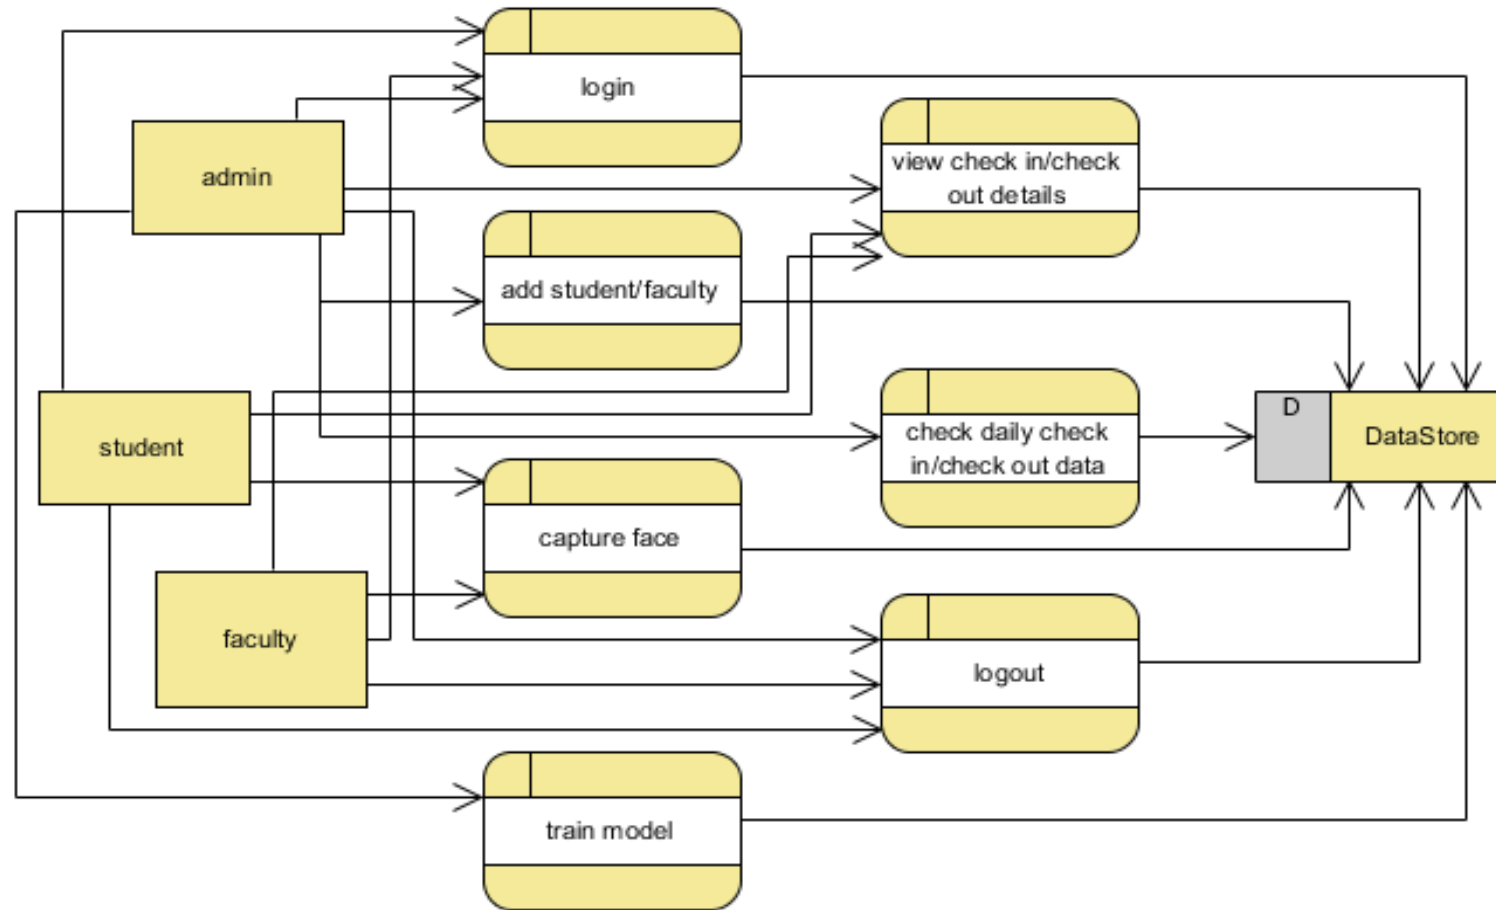 login
admin
view check in/check
out details
add student/faculty
student
check daily check
in/check out data
D
DataStore
capture face
faculty
logout
train model